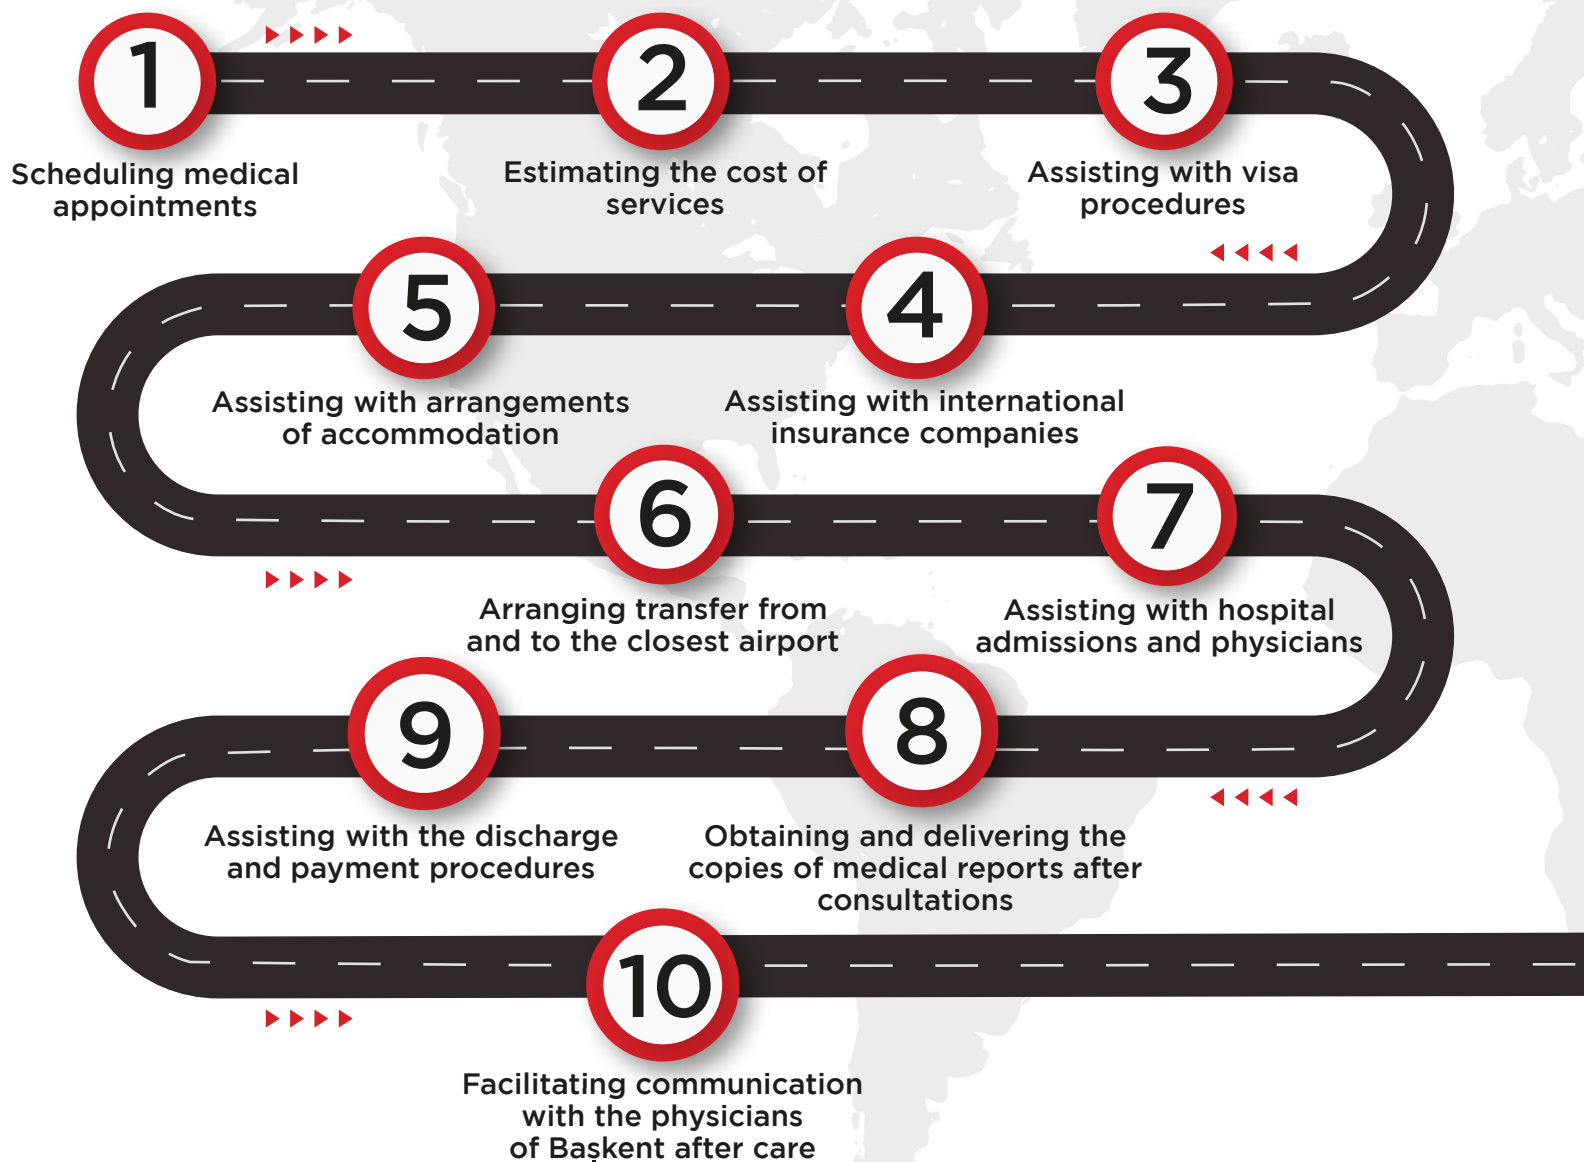 1
Scheduling medical
appointments
2
Estimating the cost of
services
3
Assisting with visa
procedures
4
Assisting with international
insurance companies
5
Assisting with arrangements
of accommodation
6
Arranging transfer from
and to the closest airport
7
Assisting with hospital
admissions and physicians
8
Obtaining and delivering the
copies of medical reports after
consultations
9
Assisting with the discharge
and payment procedures
10
Facilitating communication
with the physicians
of Başkent after care